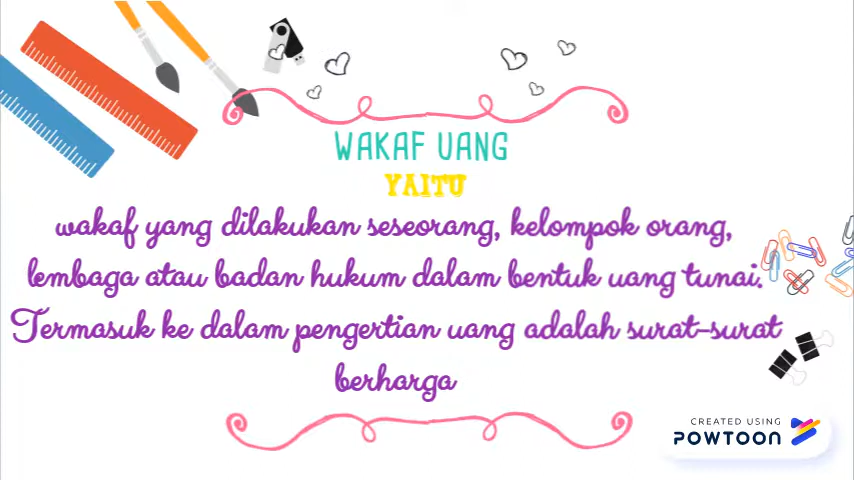 WAKAF UANG
YAITU
wakaf yang dilakukan seseorang, kelompok orang,
lembaga atau badan hukum dalam bentuk uang tunai.
Termasuk ke dalam pengertian uang adalah surat-surat
berharga
CREATED USING
POWTOON